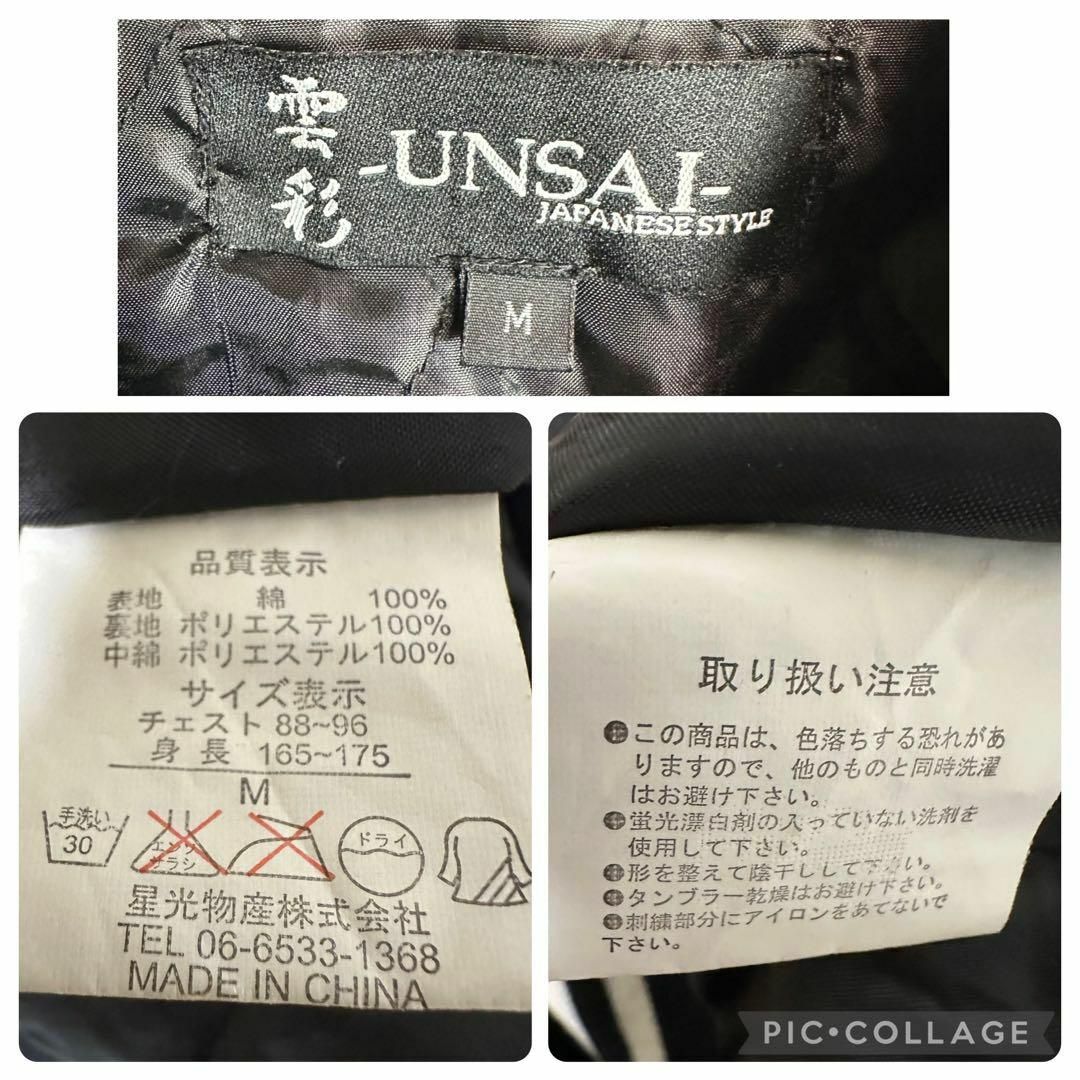 雲彩
-UNSAI-
JAPANESE STYLE
M
品質表示
表地 綿 100%
裏地 ポリエステル100%
中綿 ポリエステル100%
サイズ表示
チェスト 88~96
身長 165~175
M
手洗い
30
エンソ
サラシ
ドライ
星光物産株式会社
TEL 06-6533-1368
MADE IN CHINA
取り扱い注意
●この商品は、色落ちする恐れがあ
りますので、他のものと同時洗濯
はお避け下さい。
●蛍光漂白剤の入っていない洗剤を
使用して下さい。
●形を整えて陰干しして下さい。
●タンブラー乾燥はお避け下さい。
●刺繍部分にアイロンをあてないで
下さい。
PIC•COLLAGE